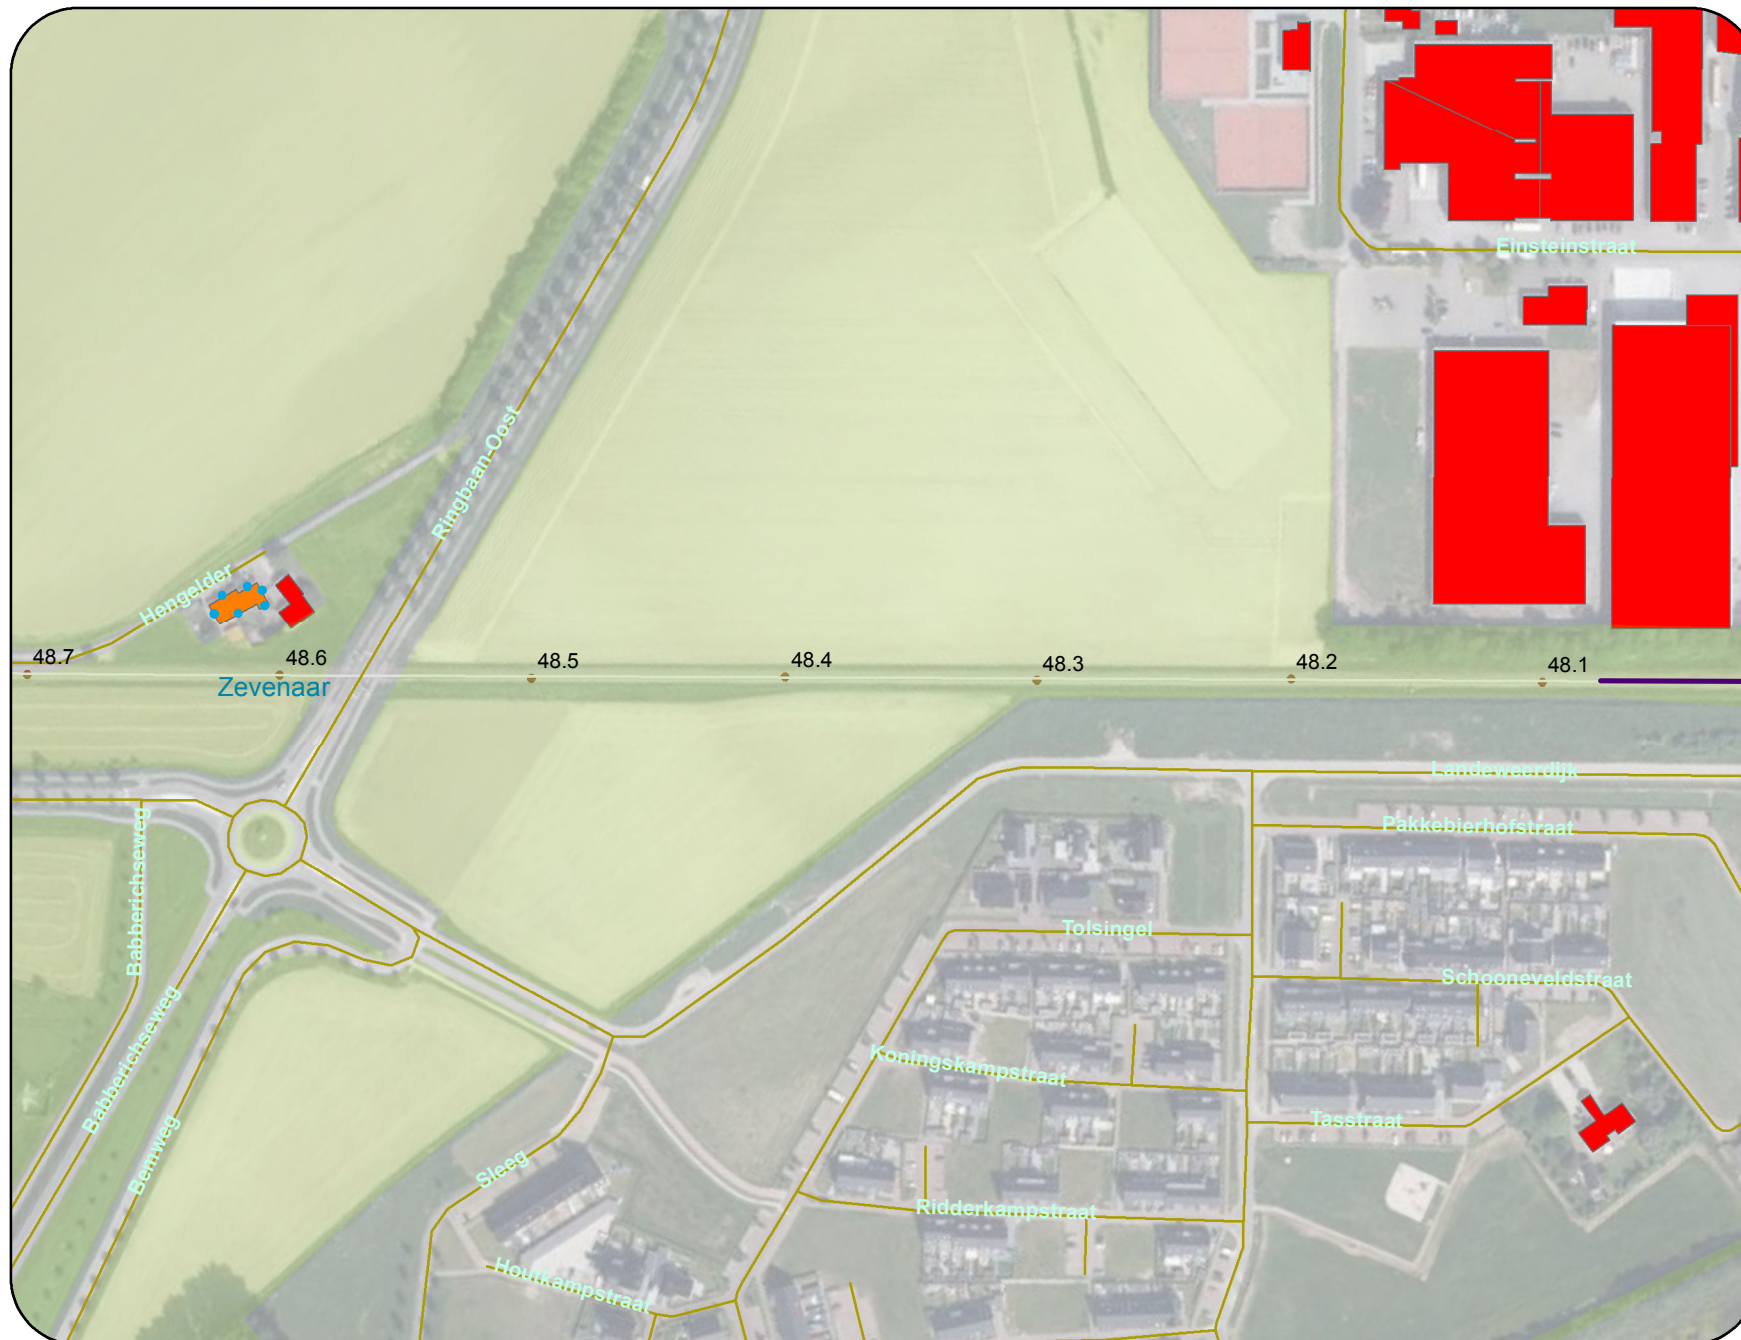 Einsteinstraat
Ringbaan-Oost
Hengelder
48.7
48.6
48.5
48.4
48.3
48.2
48.1
Zevenaar
Landeweerdijk
Pakkebierhofstraat
Babberichseweg
Tolsingel
Schooneveldstraat
Babberichseweg
Koningskampstraat
Tasstraat
Bemweg
Sleeg
Ridderkampstraat
Houtkampstraat